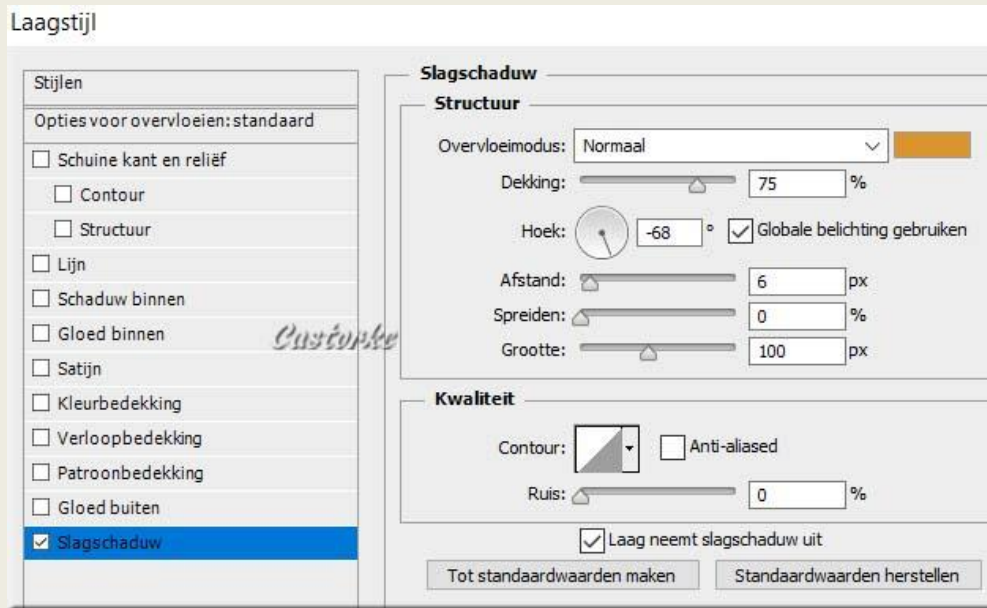 Laagstijl
Stijlen
Opties voor overvloeien: standaard
Schuine kant en reliëf
Contour
Structuur
Lijn
Schaduw binnen
Gloed binnen
Satijn
Kleurbedekking
Verloopbedekking
Patroonbedekking
Gloed buiten
Slagschaduw
Castorke
Slagschaduw
Structuur
Overvloeimodus: Normaal
Dekking: 75 %
Hoek: -68 ° Globale belichting gebruiken
Afstand: 6 px
Spreiden: 0 %
Grootte: 100 px
Kwaliteit
Contour: Anti-aliased
Ruis: 0 %
Laag neemt slagschaduw uit
Tot standaardwaarden maken Standaardwaarden herstellen